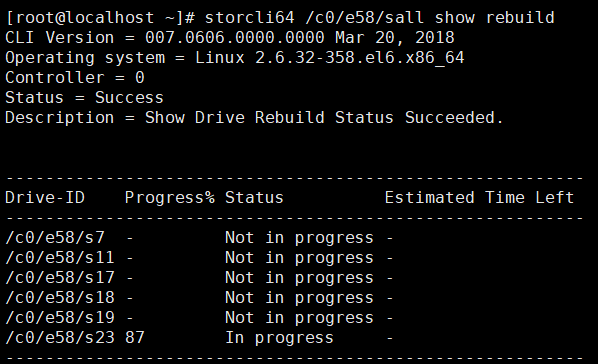 [root@localhost ~]# storcli64 /c0/e58/sall show rebuild
CLI Version = 007.0606.0000.0000 Mar 20, 2018
Operating system = Linux 2.6.32-358.el6.x86_64
Controller = 0
Status = Success
Description = Show Drive Rebuild Status Succeeded.
----------------------------------------------------------
Drive-ID    Progress% Status          Estimated Time Left
----------------------------------------------------------
/c0/e58/s7  -         Not in progress -
/c0/e58/s11 -         Not in progress -
/c0/e58/s17 -         Not in progress -
/c0/e58/s18 -         Not in progress -
/c0/e58/s19 -         Not in progress -
/c0/e58/s23 87        In progress     -
----------------------------------------------------------